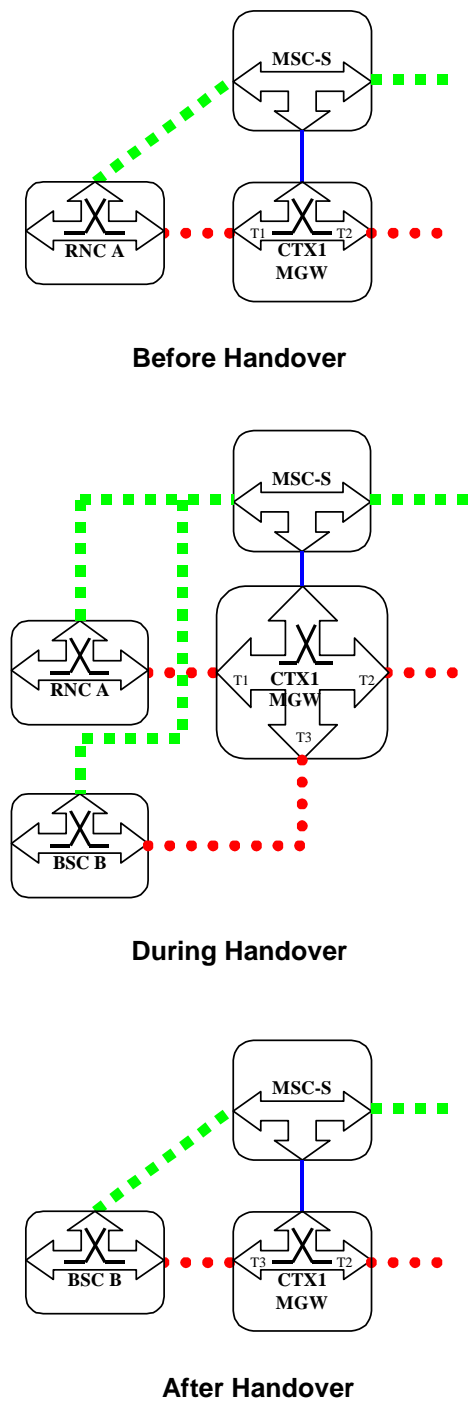 MSC-S
RNC A
T1
T2
CTX1
MGW
Before Handover
MSC-S
RNC A
T1
CTX1
T2
MGW
T3
BSC B
During Handover
MSC-S
BSC B
T3
T2
CTX1
MGW
After Handover